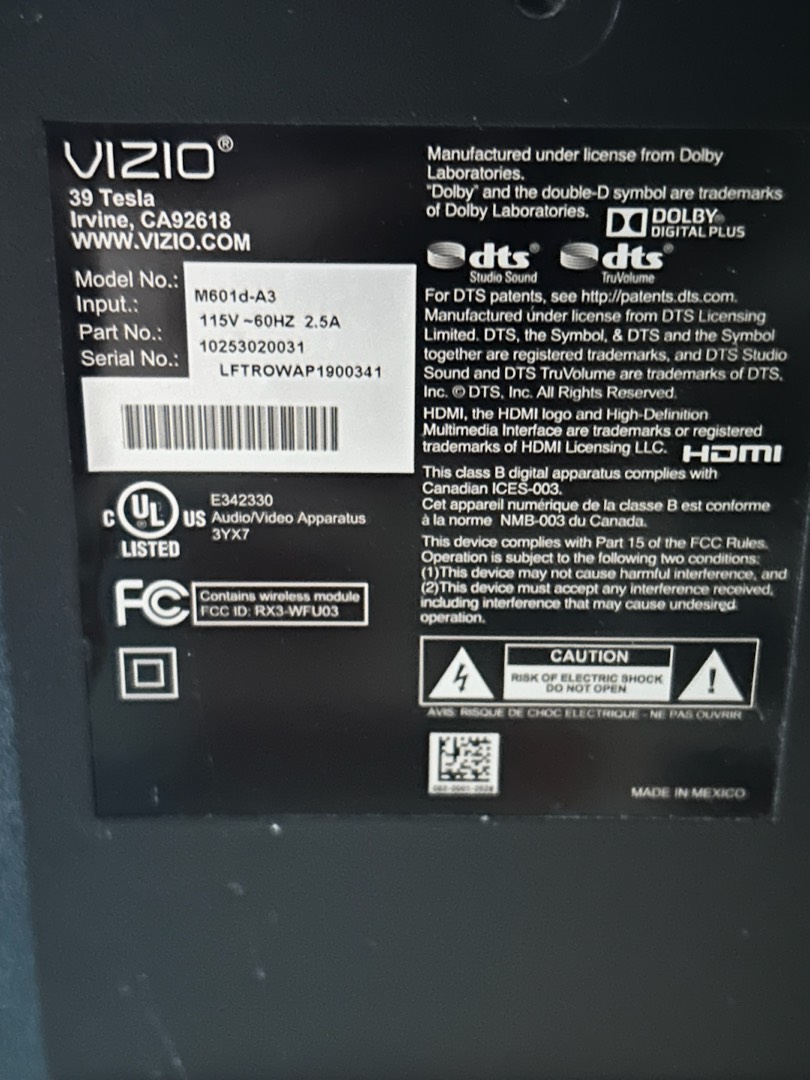 VIZIO®
39 Tesla
Irvine, CA92618
WWW.VIZIO.COM
Model No.: M601d-A3
Input.: 115V ~60HZ 2.5A
Part No.: 10253020031
Serial No.: LFTROWAP1900341
C UL ® US
LISTED
E342330
Audio/Video Apparatus
3YX7
FC
Contains wireless module
FCC ID: RX3-WFU03
Manufactured under license from Dolby
Laboratories.
"Dolby" and the double-D symbol are trademarks
of Dolby Laboratories.
DOLBY®
DIGITAL PLUS
dts® dts®
Studio Sound TruVolume
For DTS patents, see http://patents.dts.com.
Manufactured under license from DTS Licensing
Limited. DTS, the Symbol, & DTS and the Symbol
together are registered trademarks, and DTS Studio
Sound and DTS TruVolume are trademarks of DTS,
Inc. © DTS, Inc. All Rights Reserved.
HDMI, the HDMI logo and High-Definition
Multimedia Interface are trademarks or registered
trademarks of HDMI Licensing LLC. HDMI
This class B digital apparatus complies with
Canadian ICES-003.
Cet appareil numérique de la classe B est conforme
à la norme NMB-003 du Canada.
This device complies with Part 15 of the FCC Rules.
Operation is subject to the following two conditions:
(1)This device may not cause harmful interference, and
(2)This device must accept any interference received,
including interference that may cause undesired
operation.
CAUTION
RISK OF ELECTRIC SHOCK
DO NOT OPEN
!
AVIS: RISQUE DE CHOC ELECTRIQUE - NE PAS OUVRIR
MADE IN MEXICO